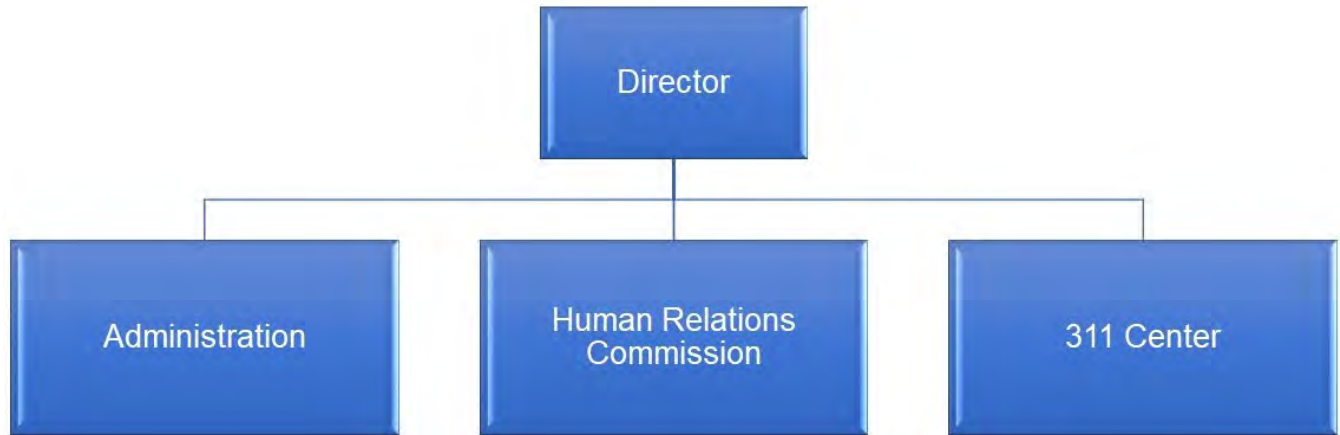 Director
Administration
Human Relations
Commission
311 Center